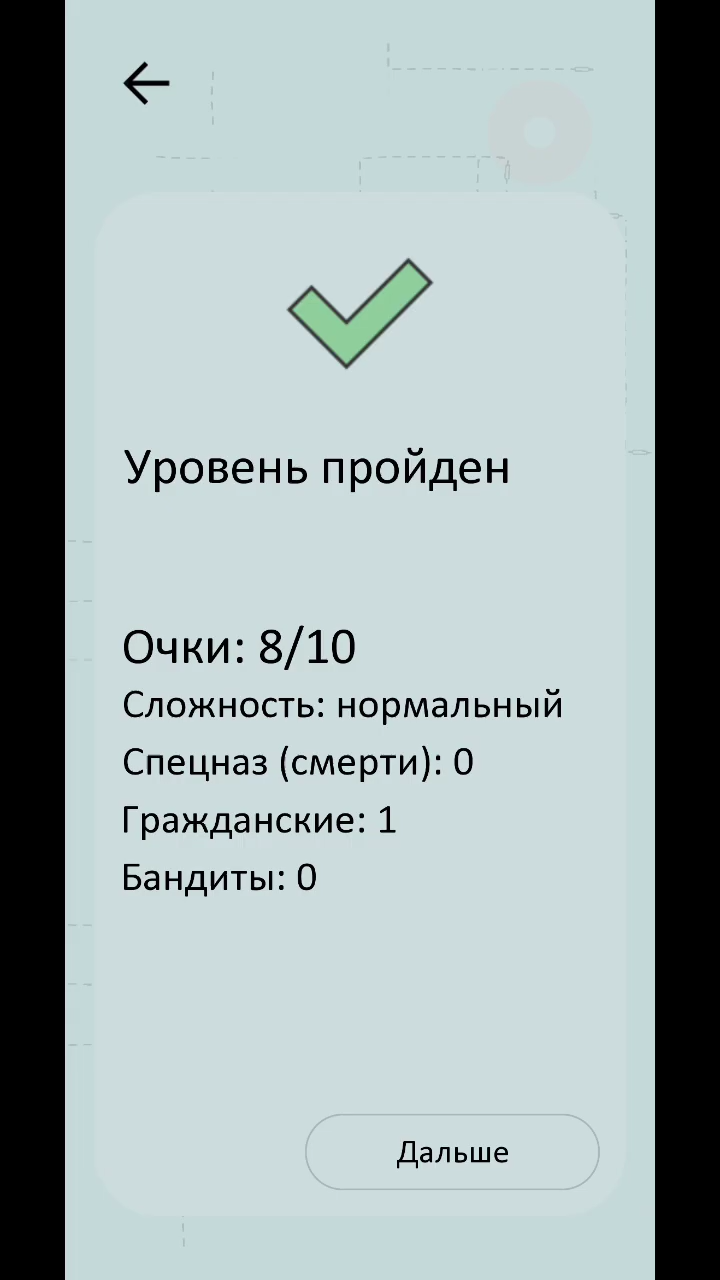 Уровень пройден
Очки: 8/10
Сложность: нормальный
Спецназ (смерти): 0
Гражданские: 1
Бандиты: 0
Дальше